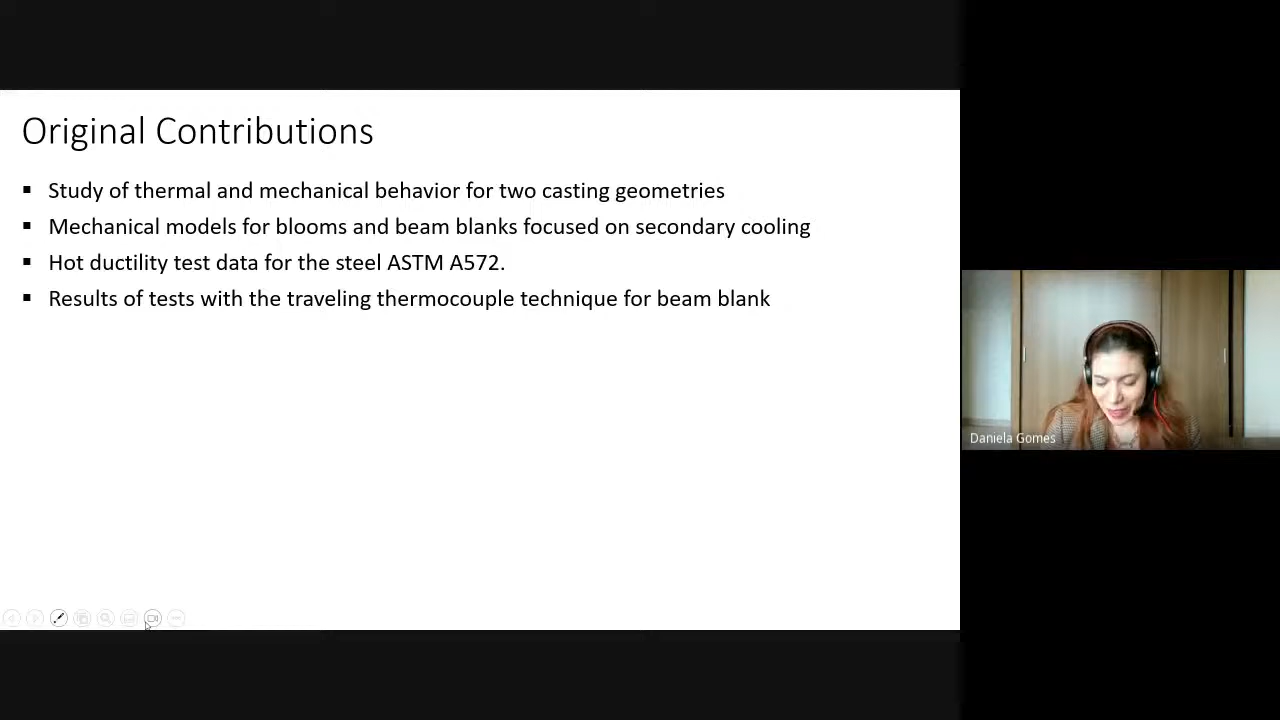 Original Contributions
▪ Study of thermal and mechanical behavior for two casting geometries
▪ Mechanical models for blooms and beam blanks focused on secondary cooling
▪ Hot ductility test data for the steel ASTM A572.
▪ Results of tests with the traveling thermocouple technique for beam blank
Daniela Gomes